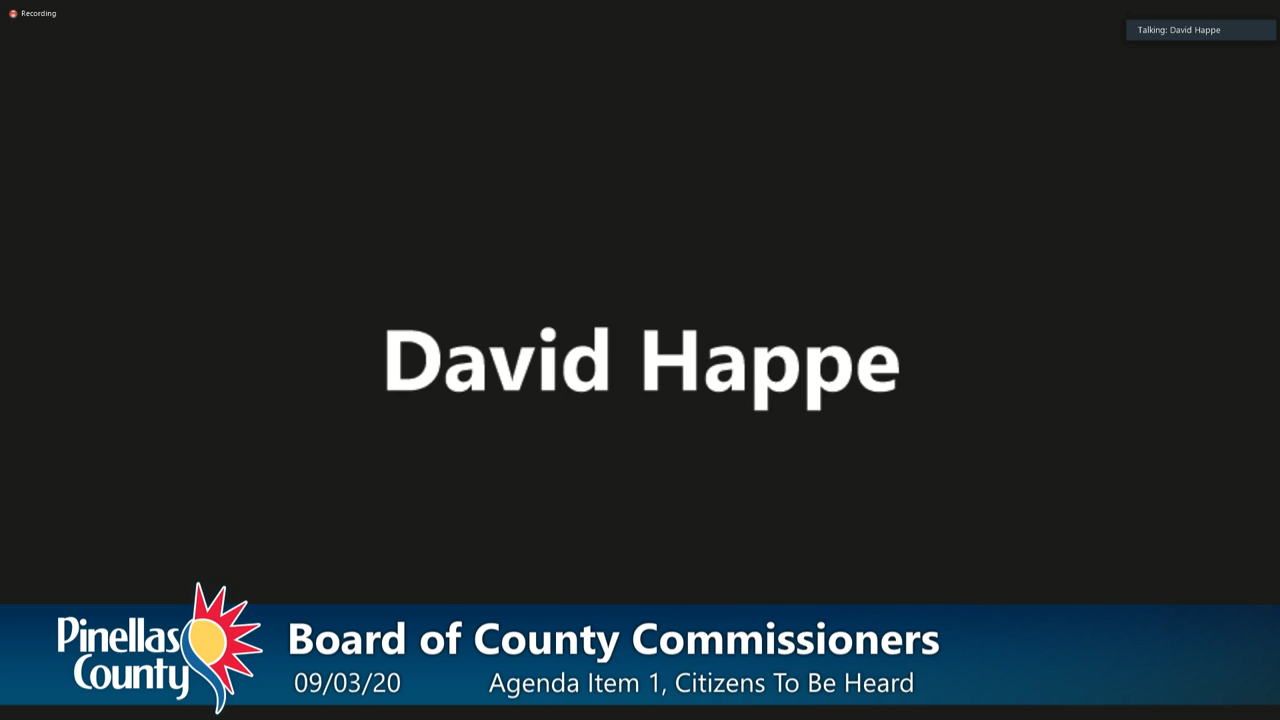 Recording
Talking: David Happe
David Happe
Pinellas
County
Board of County Commissioners
09/03/20 Agenda Item 1, Citizens To Be Heard